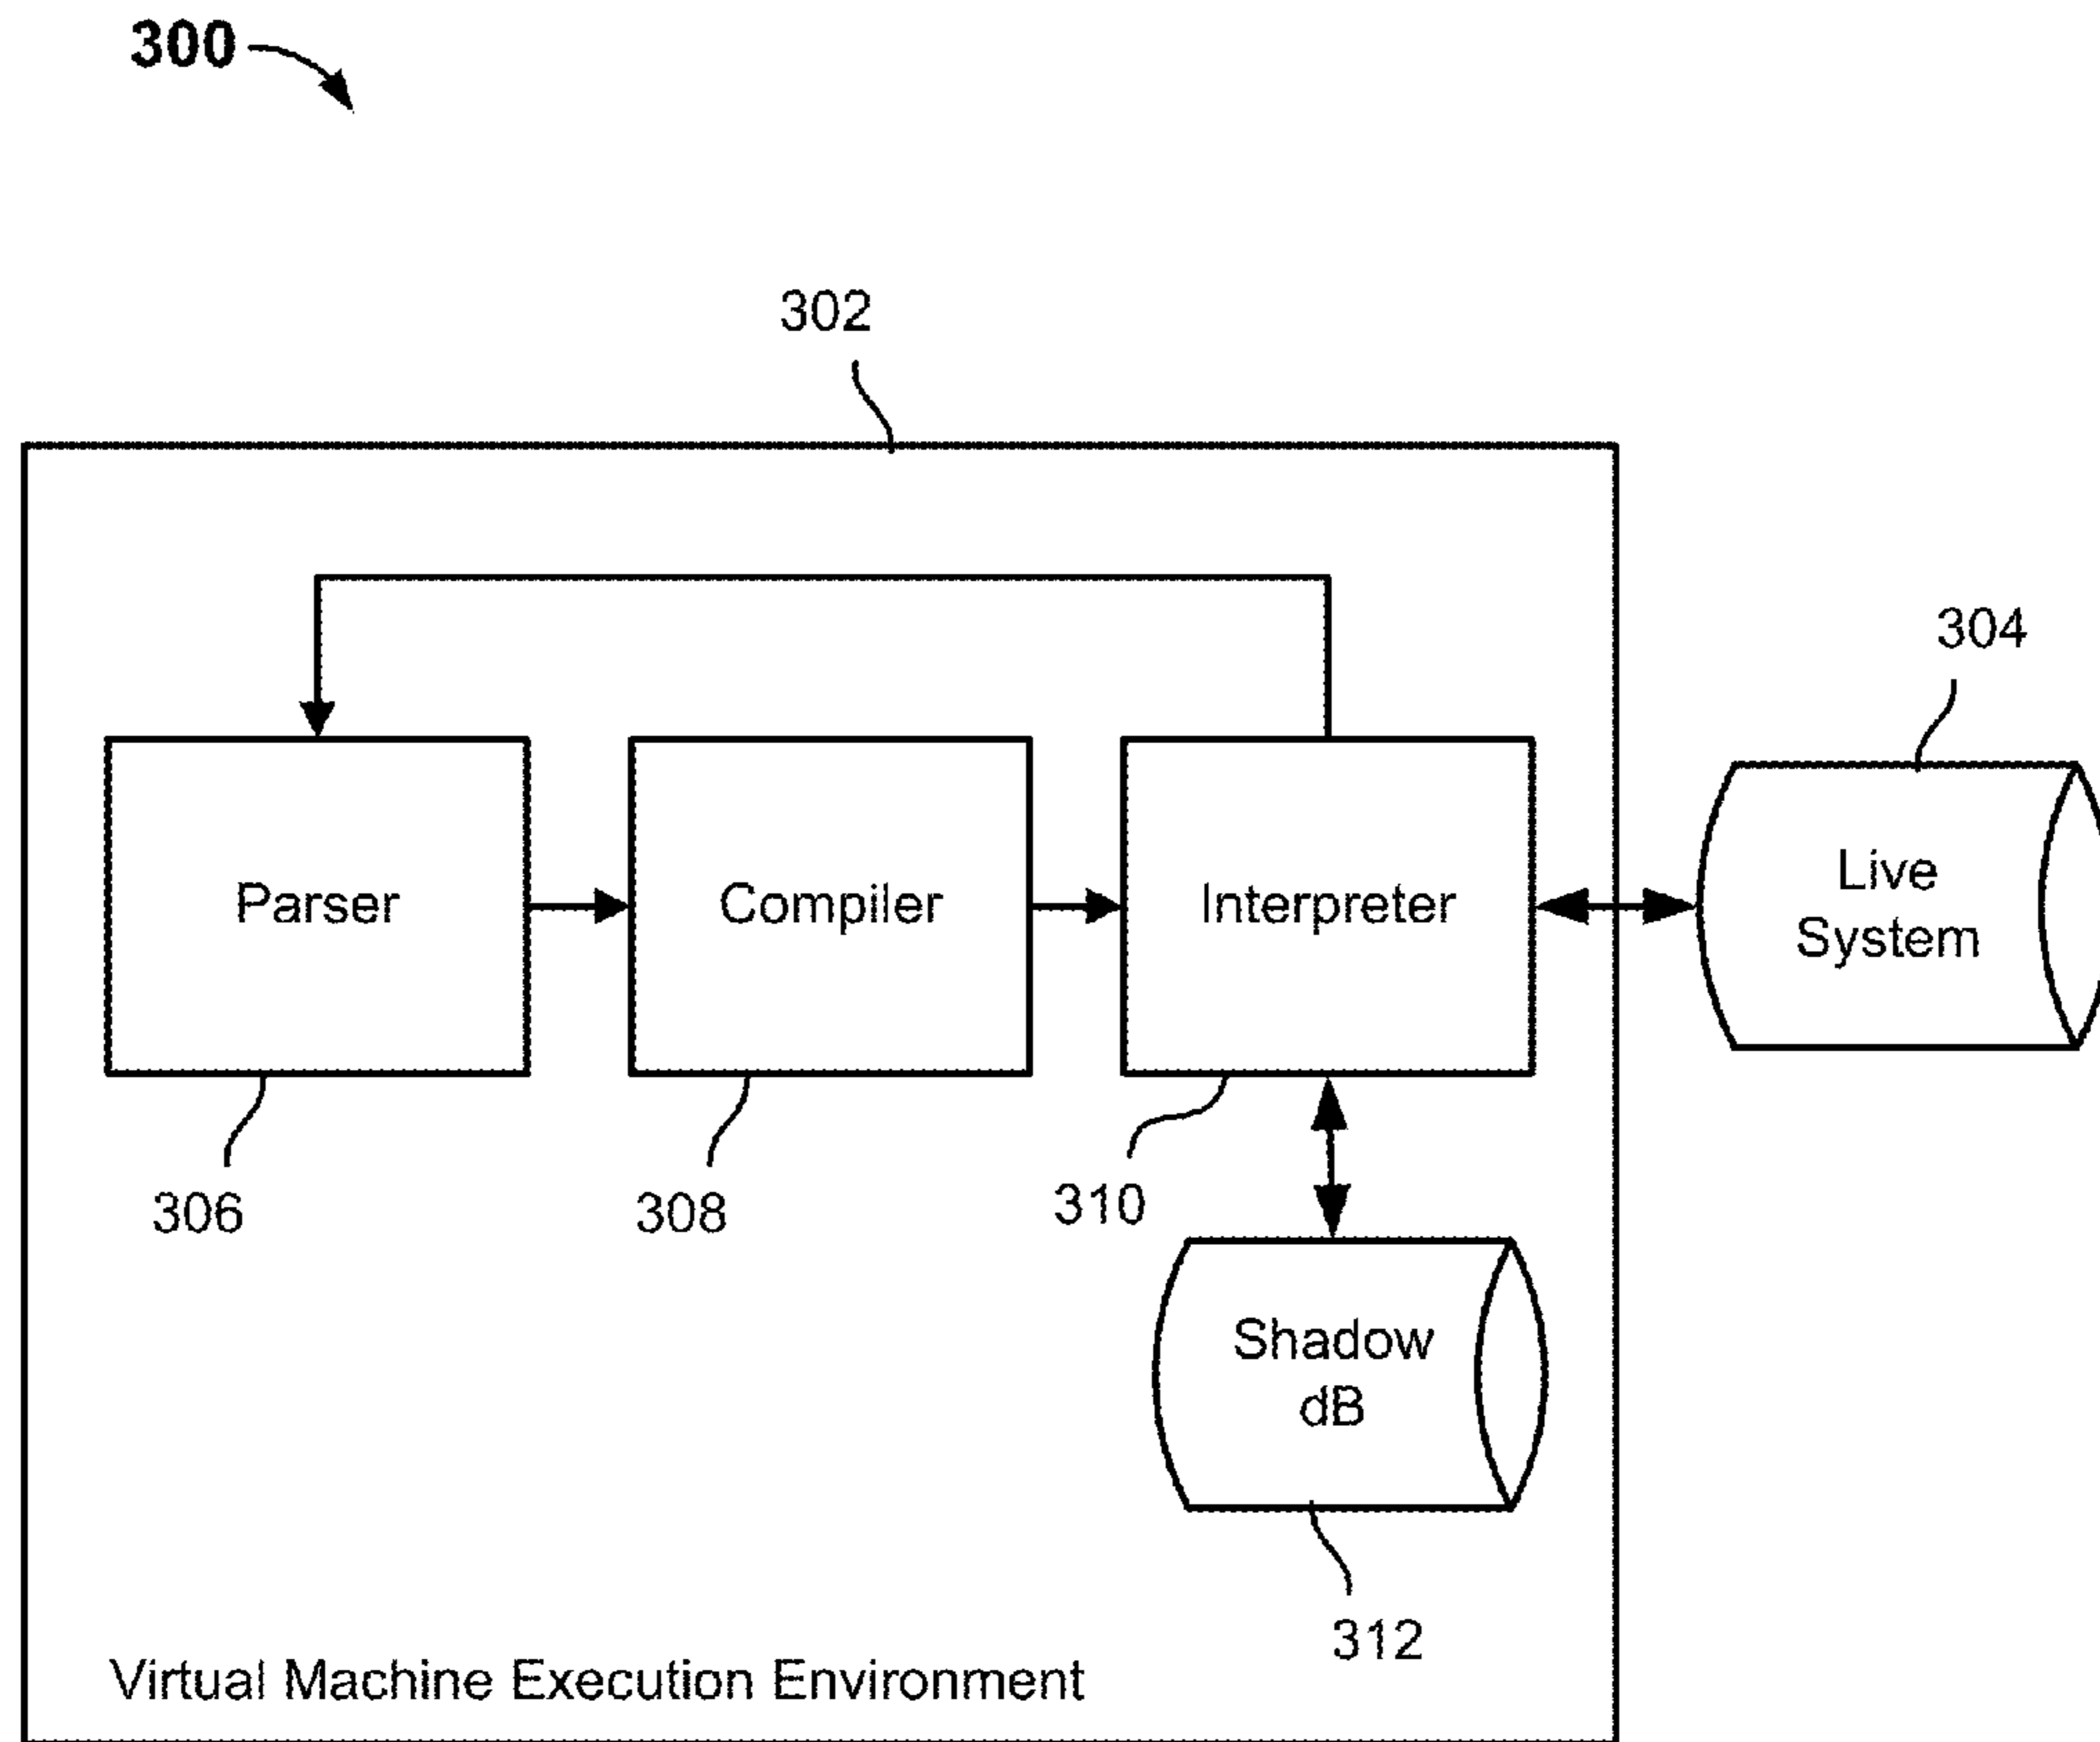 300
302
304
Parser
Compiler
Interpreter
Live
System
306
308
310
Shadow
dB
312
Virtual Machine Execution Environment